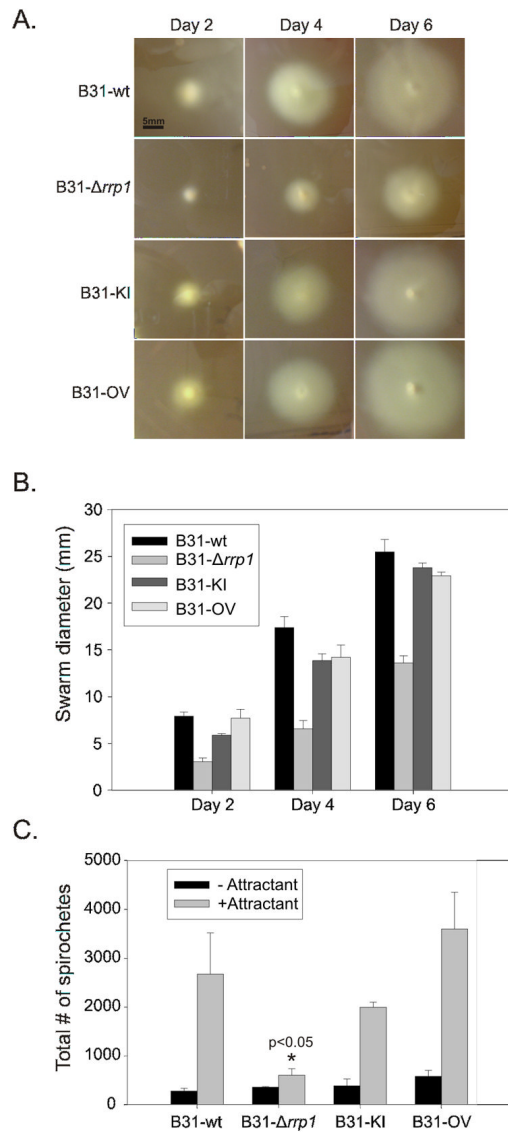 A.
Day 2 Day 4 Day 6
B31-wt
5mm
B31-Δrrp1
B31-KI
B31-OV
B.
Swarm diameter (mm)
30
25
20
15
10
5
0
B31-wt
B31-Δrrp1
B31-KI
B31-OV
Day 2 Day 4 Day 6
C.
Total # of spirochetes
5000
4000
3000
2000
1000
0
- Attractant
+Attractant
p<0.05
*
B31-wt B31-Δrrp1 B31-KI B31-OV